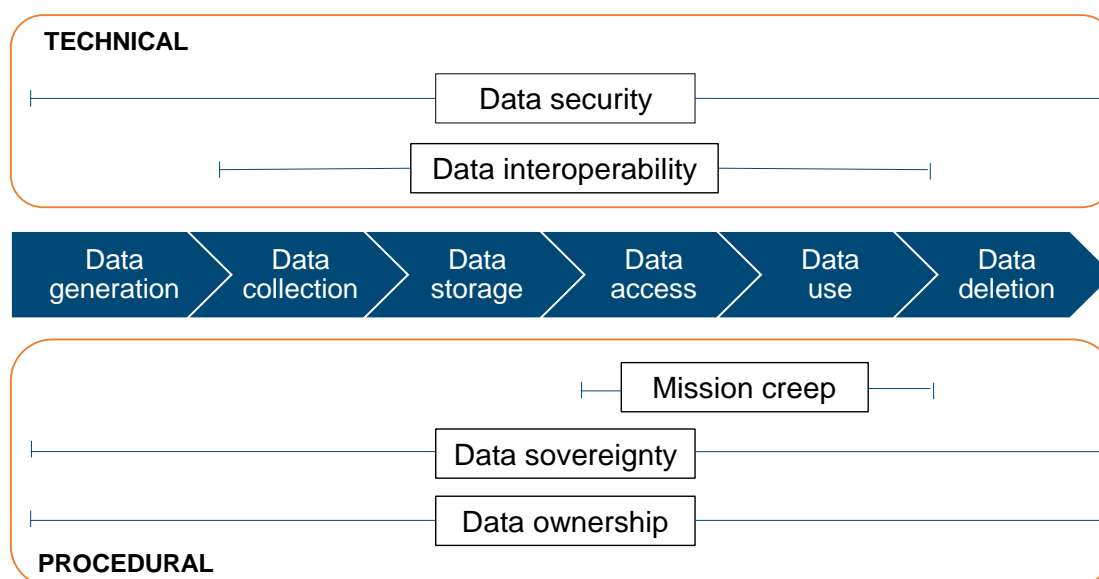 TECHNICAL
Data security
Data interoperability
Data
generation
Data
collection
Data
storage
Data
access
Data
use
Data
deletion
Mission creep
Data sovereignty
Data ownership
PROCEDURAL